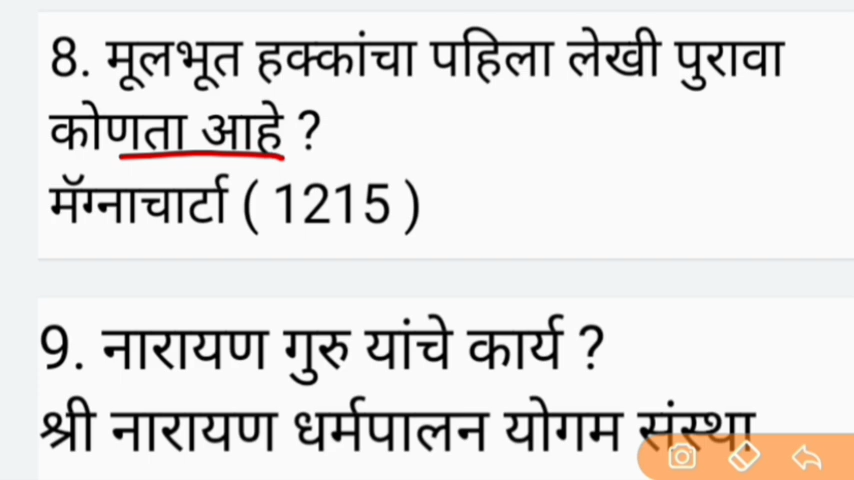 8. मूलभूत हक्कांचा पहिला लेखी पुरावा
कोणता आहे ?
मॅग्नाचार्टा ( 1215 )
9. नारायण गुरु यांचे कार्य ?
श्री नारायण धर्मपालन योगम संस्था